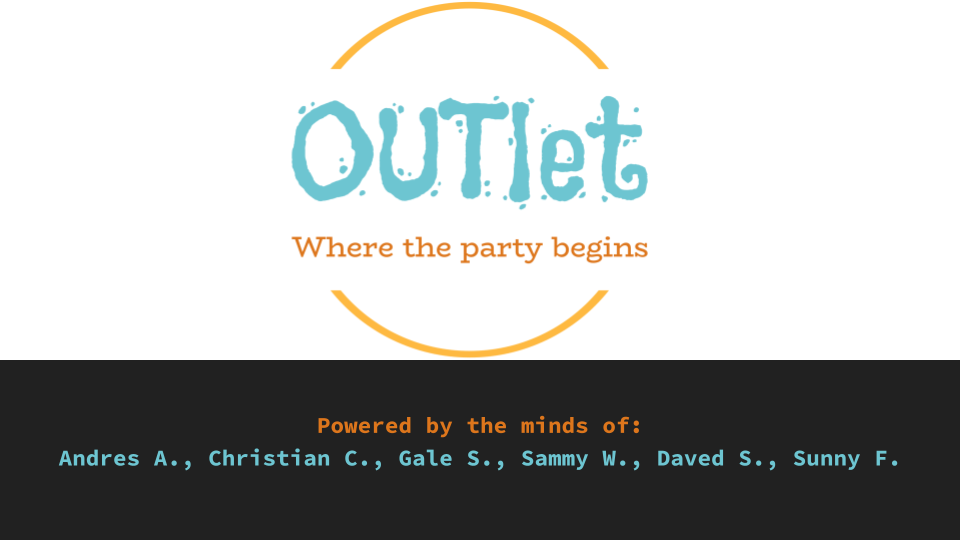 OUTlet
Where the party begins
Powered by the minds of:
Andres A., Christian C., Gale S., Sammy W., Daved S., Sunny F.